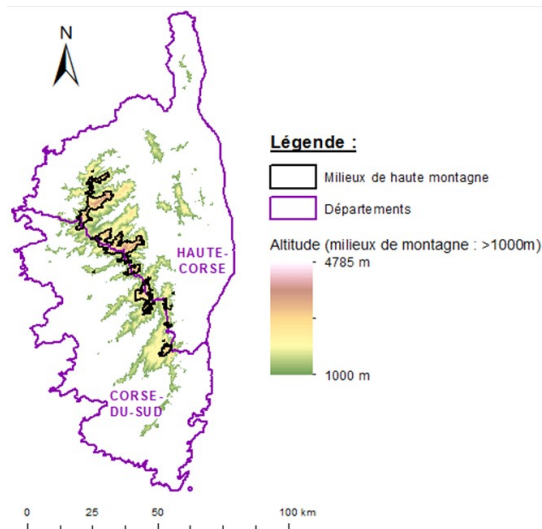 N
Légende :
Milieux de haute montagne
Départements
Altitude (milieux de montagne : >1000m)
4785 m
1000 m
HAUTE-
CORSE
CORSE-
DU-SUD
0 25 50 100 km